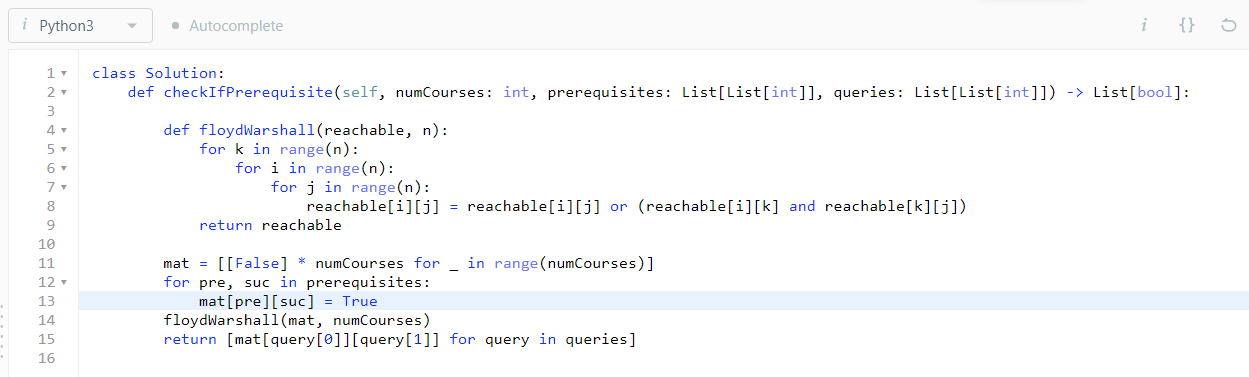 i Python3 Autocomplete i {}
1 class Solution:
2 def checkIfPrerequisite(self, numCourses: int, prerequisites: List[List[int]], queries: List[List[int]]) -> List[bool]:
3
4 def floydWarshall(reachable, n):
5 for k in range(n):
6 for i in range(n):
7 for j in range(n):
8 reachable[i][j] = reachable[i][j] or (reachable[i][k] and reachable[k][j])
9 return reachable
10
11 mat = [[False] * numCourses for _ in range(numCourses)]
12 for pre, suc in prerequisites:
13 mat[pre][suc] = True
14 floydWarshall(mat, numCourses)
15 return [mat[query[0]][query[1]] for query in queries]
16